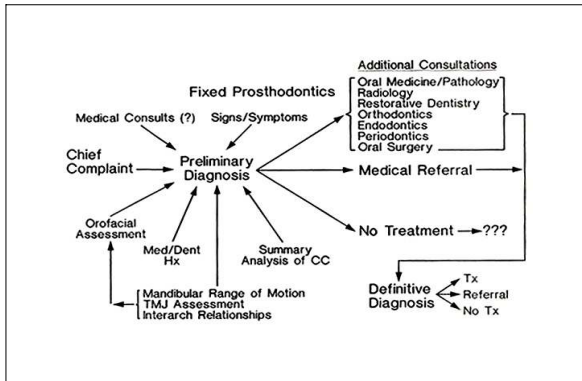 Additional Consultations
Fixed Prosthodontics
Oral Medicine/Pathology
Radiology
Restorative Dentistry
Orthodontics
Endodontics
Periodontics
Oral Surgery
Medical Consults (?)
Signs/Symptoms
Chief
Complaint
Preliminary
Diagnosis
Medical Referral
Orofacial
Assessment
Med/Dent
Hx
Summary
Analysis of CC
No Treatment
???
Mandibular Range of Motion
TMJ Assessment
Interarch Relationships
Definitive
Diagnosis
Tx
Referral
No Tx